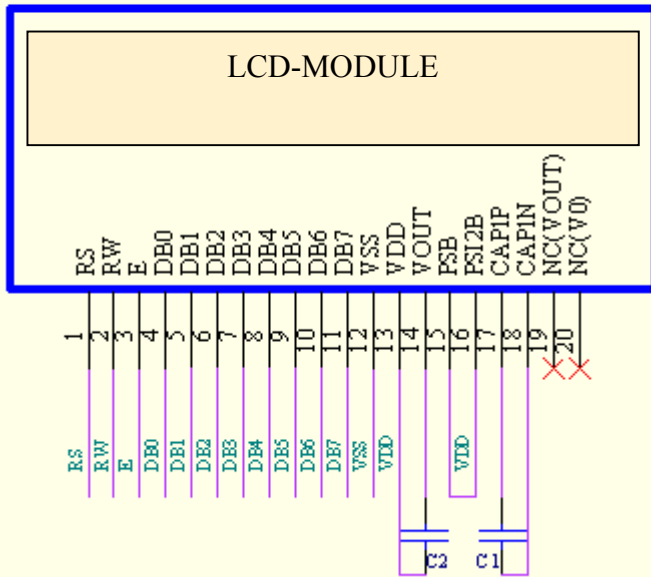 LCD-MODULE
RS
RW
E
DB0
DB1
DB2
DB3
DB4
DB5
DB6
DB7
VSS
VDD
VOUT
PSB
PSI2B
CAP1P
CAP1N
NC(VOUT)
NC(V0)
1
2
3
4
5
6
7
8
9
10
11
12
13
14
15
16
17
18
19
20
RS
RW
E
DB0
DB1
DB2
DB3
DB4
DB5
DB6
DB7
VSS
VDD
VDD
C2
C1